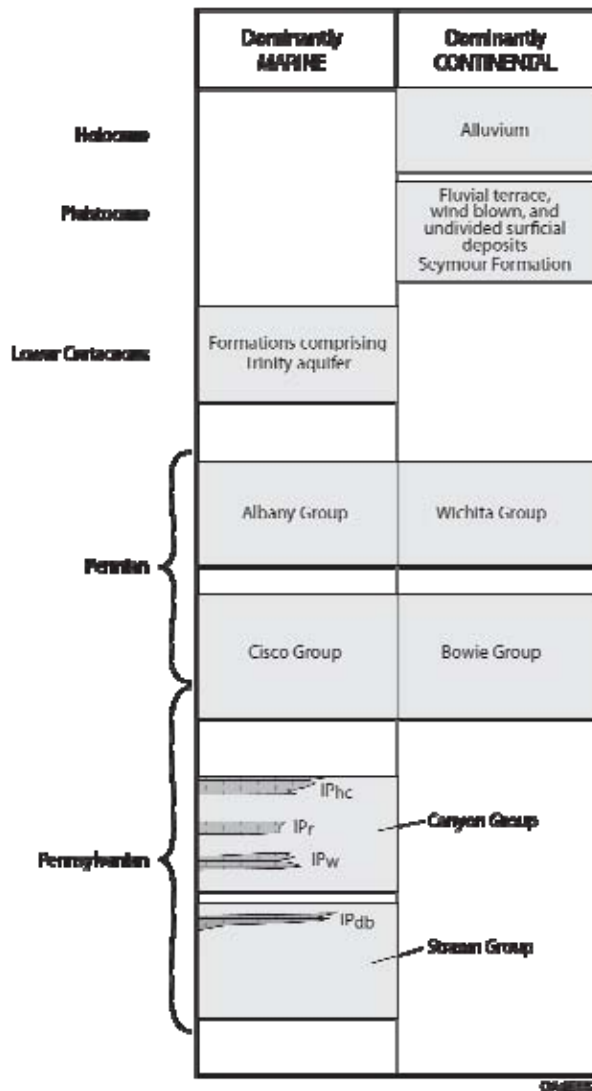 Dominantly
MARINE
Dominantly
CONTINENTAL
Holocene
Alluvium
Pleistocene
Fluvial terrace,
wind blown, and
undivided surficial
deposits
Seymour Formation
Lower Cretaceous
Formations comprising
Trinity aquifer
Permian
Albany Group
Wichita Group
Cisco Group
Bowie Group
Pennsylvanian
IPhc
IPr
IPw
Canyon Group
IPdb
Strawn Group